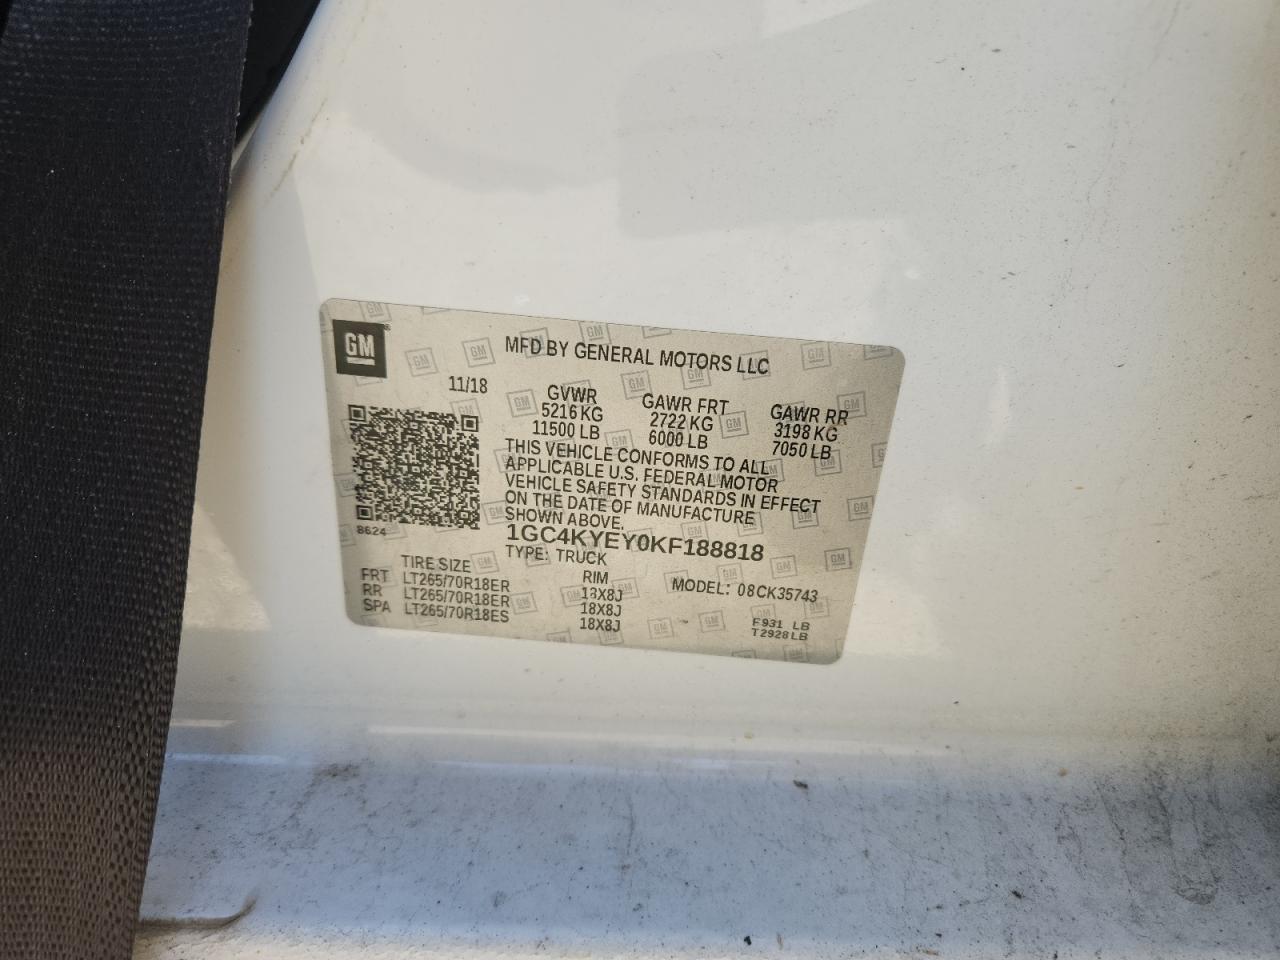 GM
MFD BY GENERAL MOTORS LLC
11/18
GVWR GAWR FRT GAWR RR
5216 KG 2722 KG 3198 KG
11500 LB 6000 LB 7050 LB
THIS VEHICLE CONFORMS TO ALL
APPLICABLE U.S. FEDERAL MOTOR
VEHICLE SAFETY STANDARDS IN EFFECT
ON THE DATE OF MANUFACTURE
SHOWN ABOVE.
8624
1GC4KYEY0KF188818
TYPE: TRUCK
TIRE SIZE RIM MODEL: 08CK35743
FRT LT265/70R18ER 18X8J
RR LT265/70R18ER 18X8J
SPA LT265/70R18ES 18X8J
F931 LB
T2928LB